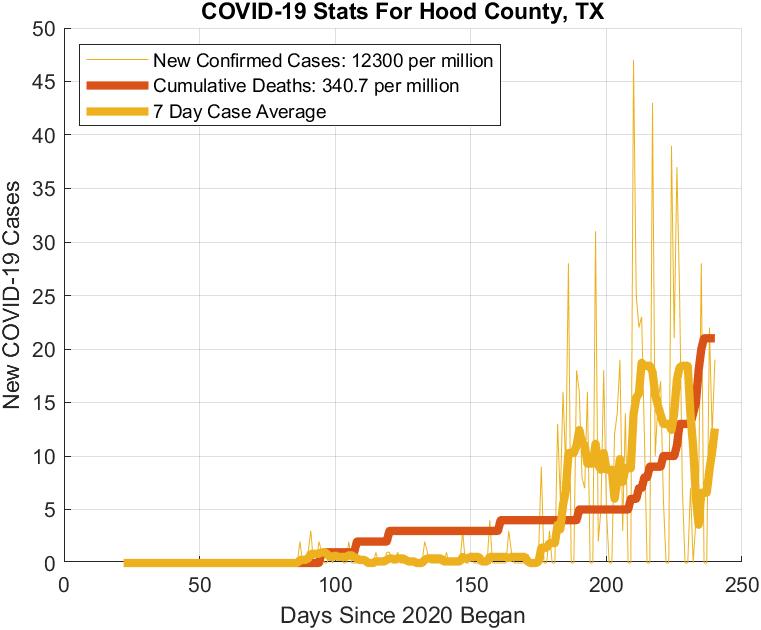 COVID-19 Stats For Hood County, TX
New Confirmed Cases: 12300 per million
Cumulative Deaths: 340.7 per million
7 Day Case Average
New COVID-19 Cases
50
45
40
35
30
25
20
15
10
5
0
0 50 100 150 200 250
Days Since 2020 Began